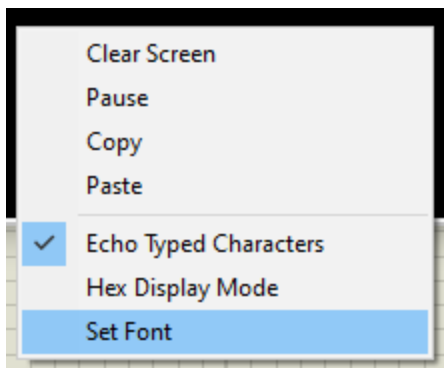 Clear Screen
Pause
Copy
Paste
Echo Typed Characters
Hex Display Mode
Set Font